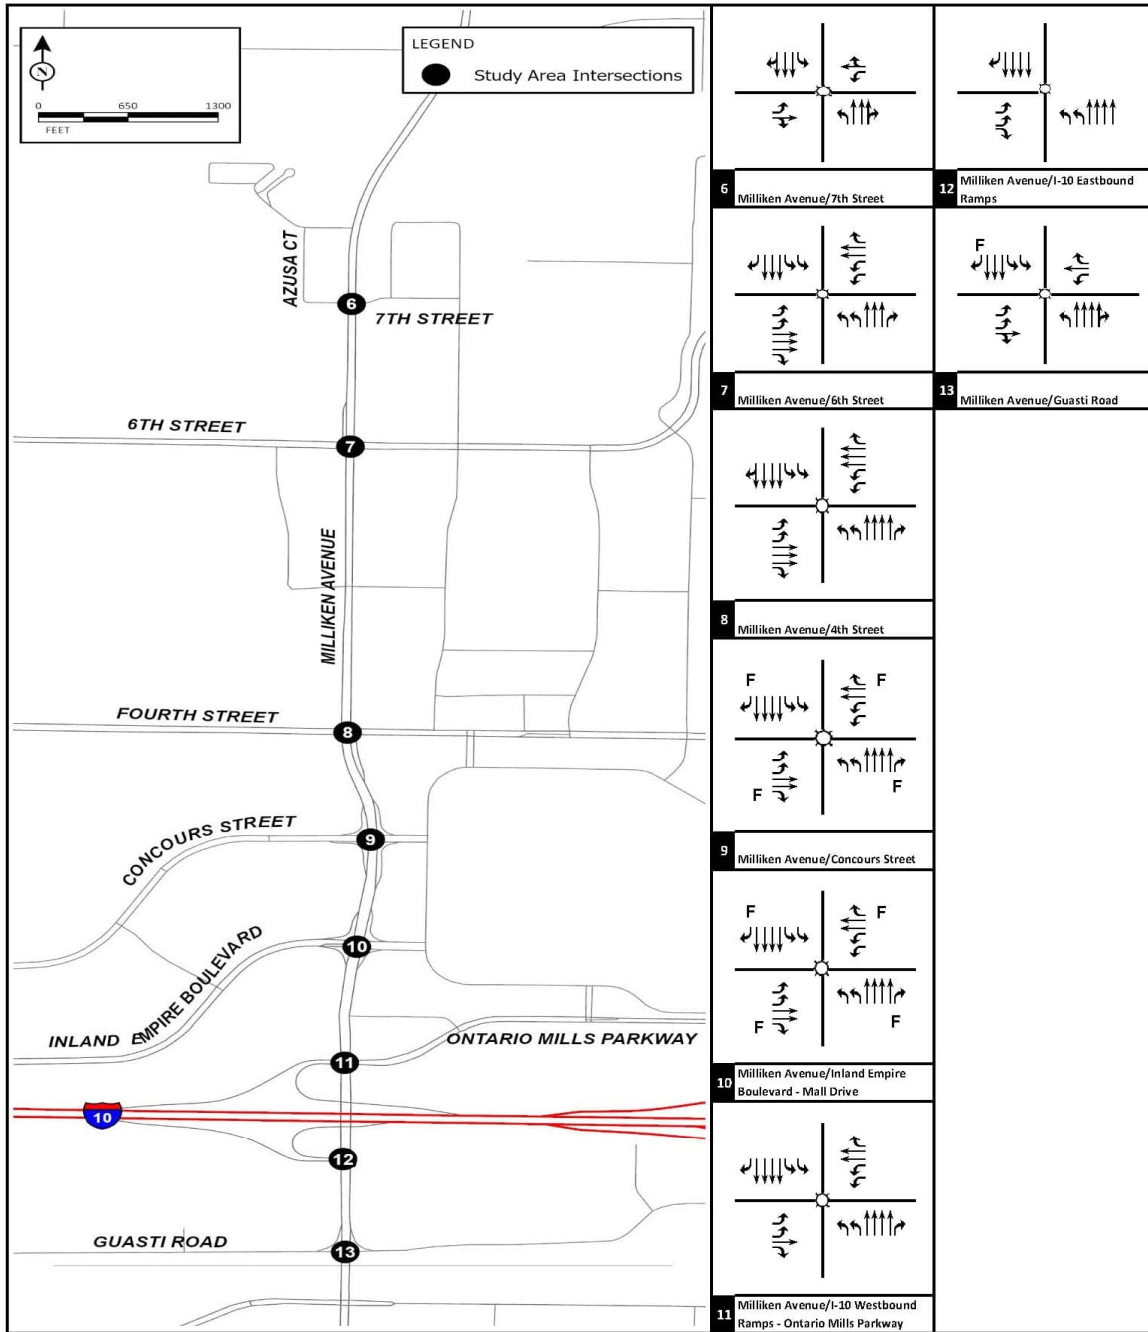 LEGEND
Study Area Intersections
N
0 650 1300
FEET
AZUSA CT
6
7TH STREET
6TH STREET
7
MILLIKEN AVENUE
FOURTH STREET
8
CONCOURS STREET
9
10
INLAND EMPIRE BOULEVARD
ONTARIO MILLS PARKWAY
11
10
12
GUASTI ROAD
13
6 Milliken Avenue/7th Street
7 Milliken Avenue/6th Street
8 Milliken Avenue/4th Street
F F
F F
9 Milliken Avenue/Concours Street
F F
F F
10 Milliken Avenue/Inland Empire
Boulevard - Mall Drive
11 Milliken Avenue/I-10 Westbound
Ramps - Ontario Mills Parkway
12 Milliken Avenue/I-10 Eastbound
Ramps
F
13 Milliken Avenue/Guasti Road